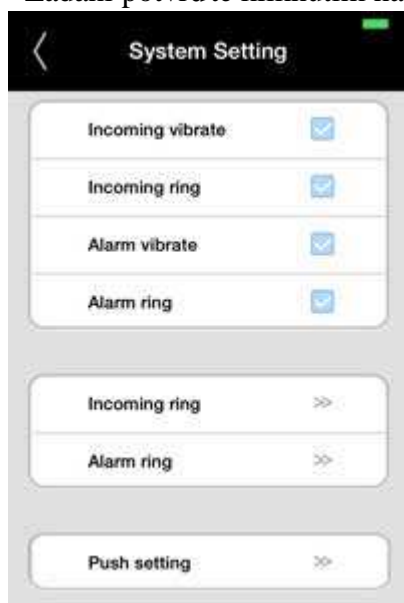 System Setting
Incoming vibrate
Incoming ring
Alarm vibrate
Alarm ring
Incoming ring >>
Alarm ring >>
Push setting >>